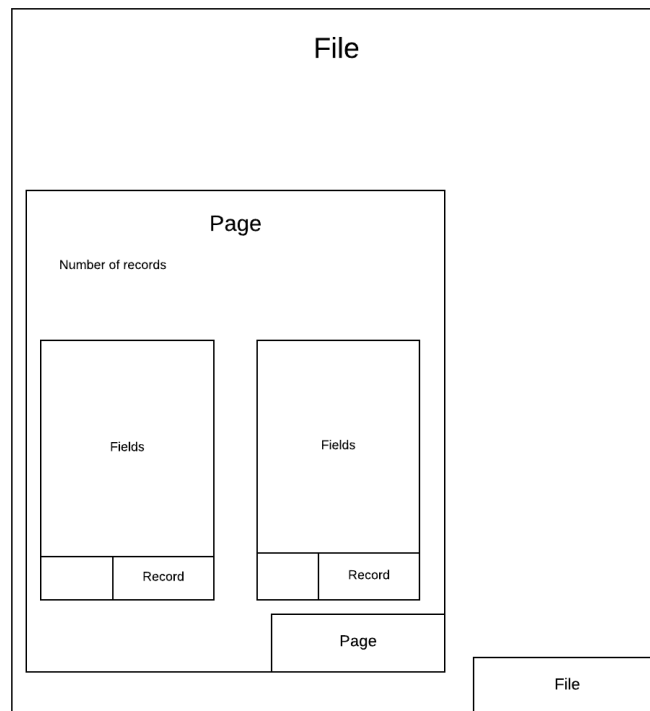 File
Page
Number of records
Fields
Fields
Record
Record
Page
File